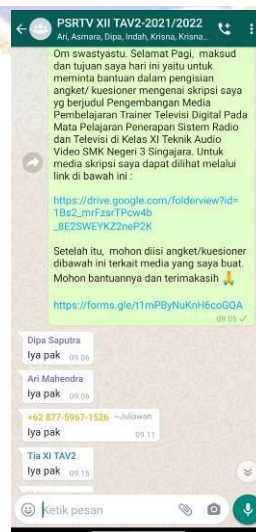 PSRTV XII TAV2-2021/2022
Ari, Asmara, Dipa, Indah, Krisna, Krisna...
Om swastyastu. Selamat Pagi, maksud
dan tujuan saya hari ini yaitu untuk
meminta bantuan dalam pengisian
angket/ kuesioner mengenai skripsi saya
yg berjudul Pengembangan Media
Pembelajaran Trainer Televisi Digital Pada
Mata Pelajaran Penerapan Sistem Radio
dan Televisi di Kelas XI Teknik Audio
Video SMK Negeri 3 Singajara. Untuk
media skripsi saya dapat dilihat melalui
link di bawah ini :
https://drive.google.com/folderview?id=
1Bs2_mrFzsrTPcw4b
_8E2SWEYKZ2neP2K
Setelah itu, mohon diisi angket/kuesioner
dibawah ini terkait media yang saya buat.
Mohon bantuannya dan terimakasih 🙏
https://forms.gle/t1mPByNuKnH6coGQA
09.05 ✓
Dipa Saputra
Iya pak 09.06
Ari Mahendra
Iya pak 09.06
+62 877-5967-1526 ~Juliawan
Iya pak 09.11
Tia XI TAV2
Iya pak 09.15
Ketik pesan